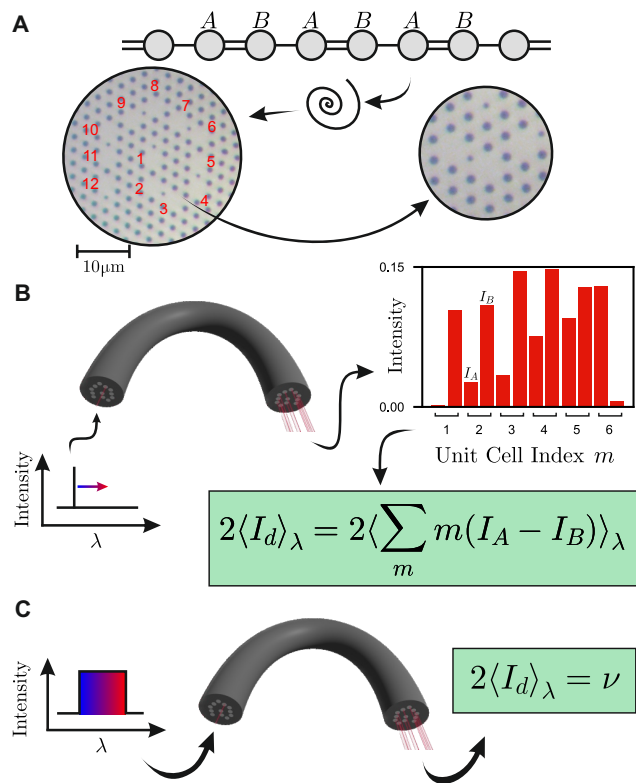 A
A B A B A B
8
9 7
10 6
11 1 5
12 2 4
3
10μm
B
0.15
Intensity
I_B
I_A
0.00
1 2 3 4 5 6
Unit Cell Index m
Intensity
λ
2⟨I_d⟩_λ = 2⟨∑_m m(I_A − I_B)⟩_λ
C
Intensity
λ
2⟨I_d⟩_λ = ν